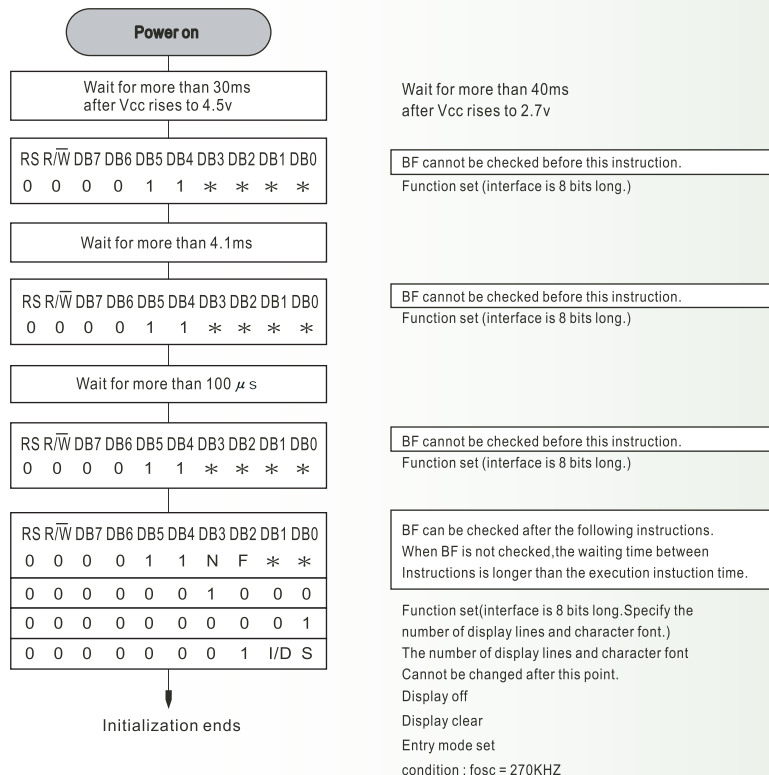 Power on
Wait for more than 30ms
after Vcc rises to 4.5v
Wait for more than 40ms
after Vcc rises to 2.7v
RS R/W̅ DB7 DB6 DB5 DB4 DB3 DB2 DB1 DB0
0 0 0 0 1 1 * * * *
BF cannot be checked before this instruction.
Function set (interface is 8 bits long.)
Wait for more than 4.1ms
RS R/W̅ DB7 DB6 DB5 DB4 DB3 DB2 DB1 DB0
0 0 0 0 1 1 * * * *
BF cannot be checked before this instruction.
Function set (interface is 8 bits long.)
Wait for more than 100 μs
RS R/W̅ DB7 DB6 DB5 DB4 DB3 DB2 DB1 DB0
0 0 0 0 1 1 * * * *
BF cannot be checked before this instruction.
Function set (interface is 8 bits long.)
RS R/W̅ DB7 DB6 DB5 DB4 DB3 DB2 DB1 DB0
0 0 0 0 1 1 N F * *
0 0 0 0 0 0 1 0 0 0
0 0 0 0 0 0 0 0 0 1
0 0 0 0 0 0 0 1 I/D S
Initialization ends
BF can be checked after the following instructions.
When BF is not checked,the waiting time between
Instructions is longer than the execution instuction time.
Function set(interface is 8 bits long.Specify the
number of display lines and character font.)
The number of display lines and character font
Cannot be changed after this point.
Display off
Display clear
Entry mode set
condition : fosc = 270KHZ